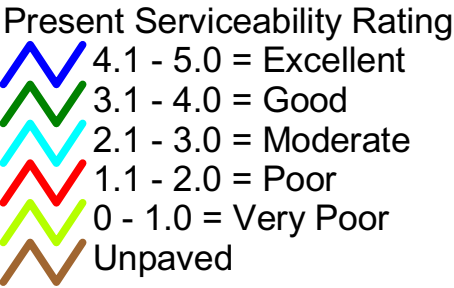 Present Serviceability Rating
4.1 - 5.0 = Excellent
3.1 - 4.0 = Good
2.1 - 3.0 = Moderate
1.1 - 2.0 = Poor
0 - 1.0 = Very Poor
Unpaved